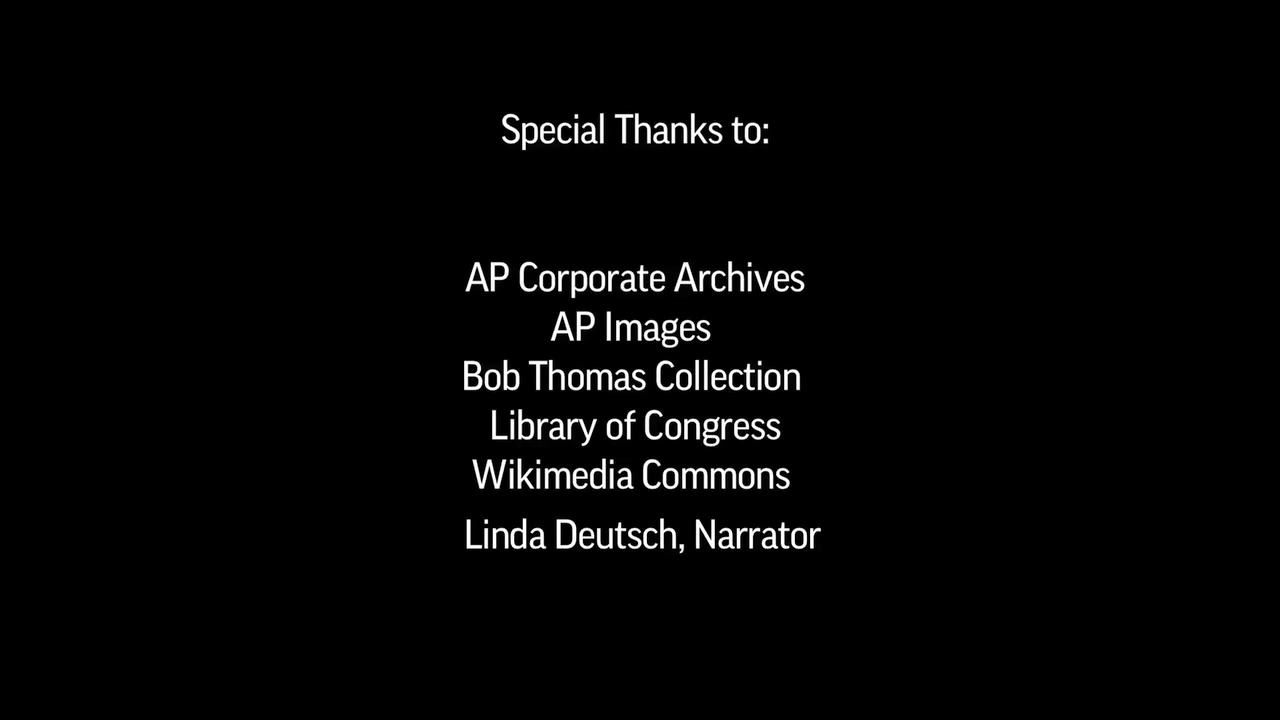 Special Thanks to:
AP Corporate Archives
AP Images
Bob Thomas Collection
Library of Congress
Wikimedia Commons
Linda Deutsch, Narrator